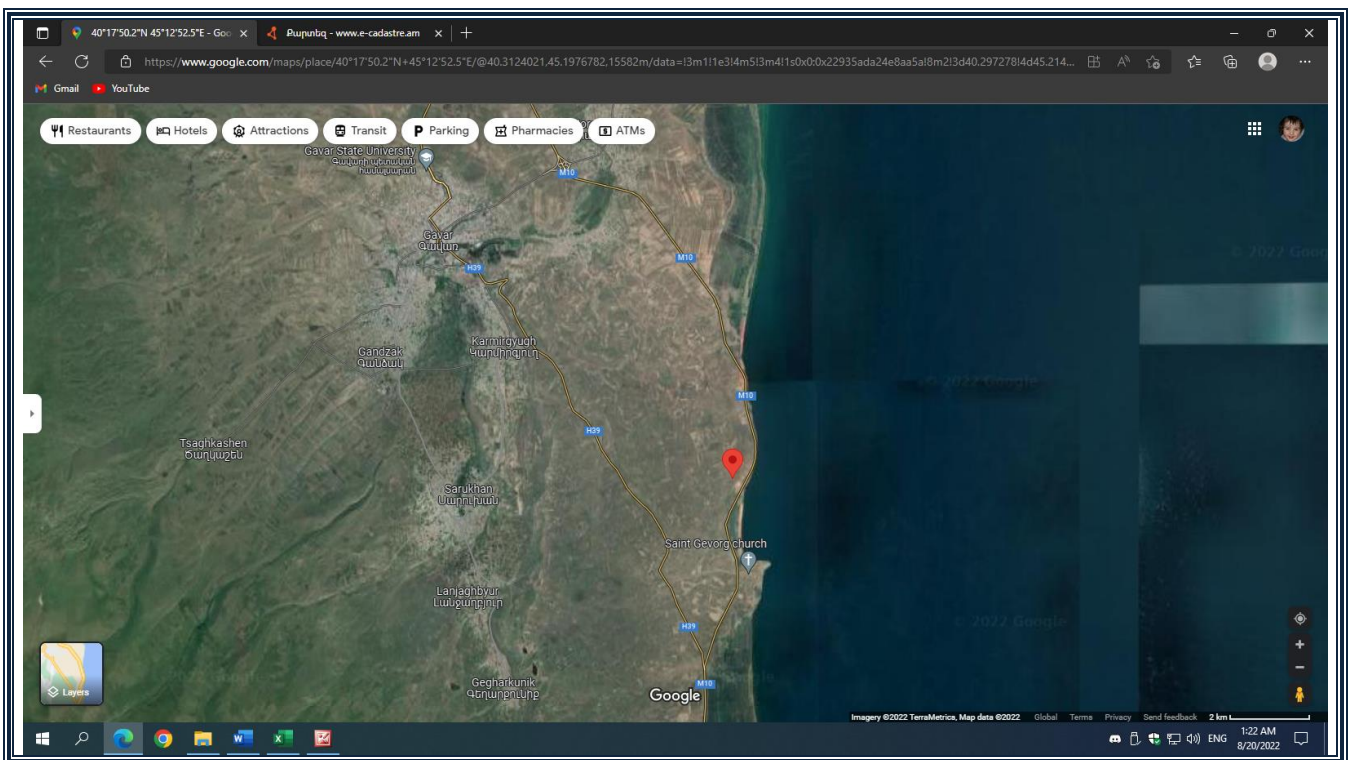 40°17'50.2"N 45°12'52.5"E - Goo
Քարտեզ - www.e-cadastre.am
https://www.google.com/maps/place/40°17'50.2"N+45°12'52.5"E/@40.3124021,45.1976782,15582m/data=!3m1!1e3!4m5!3m4!1s0x0:0x22935ada24e8aa5a!8m2!3d40.297278!4d45.214...
Gmail
YouTube
Restaurants
Hotels
Attractions
Transit
P Parking
Pharmacies
ATMs
Gavar State University
Գավառի պետական
համալսարան
M10
Gavar
Գավառ
H39
M10
© 2022 Goog
Gandzak
Գանձակ
Karmirgyugh
Կարմիրգյուղ
© 2022 Google
M10
H39
Tsaghkashen
Ծաղկաշեն
Sarukhan
Սարուխան
Saint Gevorg church
Lanjaghbyur
Լանջաղբյուր
H39
© 2022 Google
Gegharkunik
Գեղարքունիք
M10
Google
Layers
Imagery ©2022 TerraMetrics, Map data ©2022 Global Terms Privacy Send feedback 2 km
ENG
1:22 AM
8/20/2022